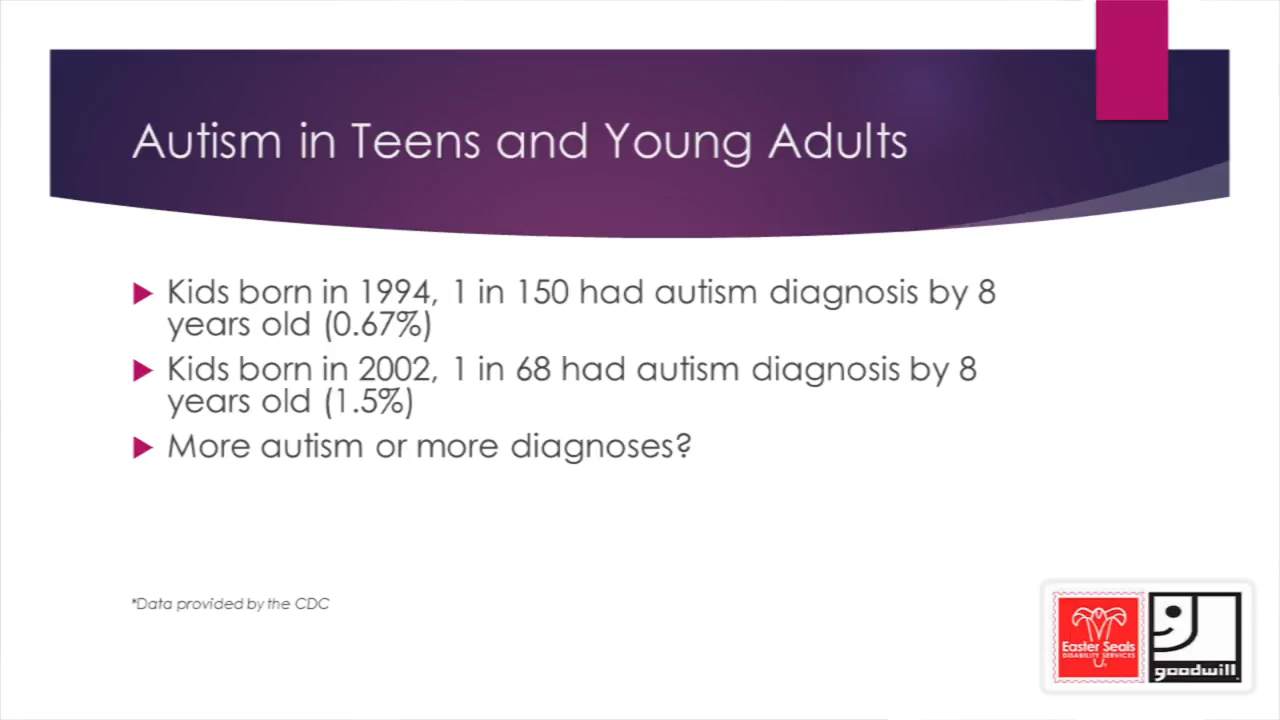 Autism in Teens and Young Adults
Kids born in 1994, 1 in 150 had autism diagnosis by 8
years old (0.67%)
Kids born in 2002, 1 in 68 had autism diagnosis by 8
years old (1.5%)
More autism or more diagnoses?
*Data provided by the CDC
Easter Seals
DISABILITY SERVICES
goodwill